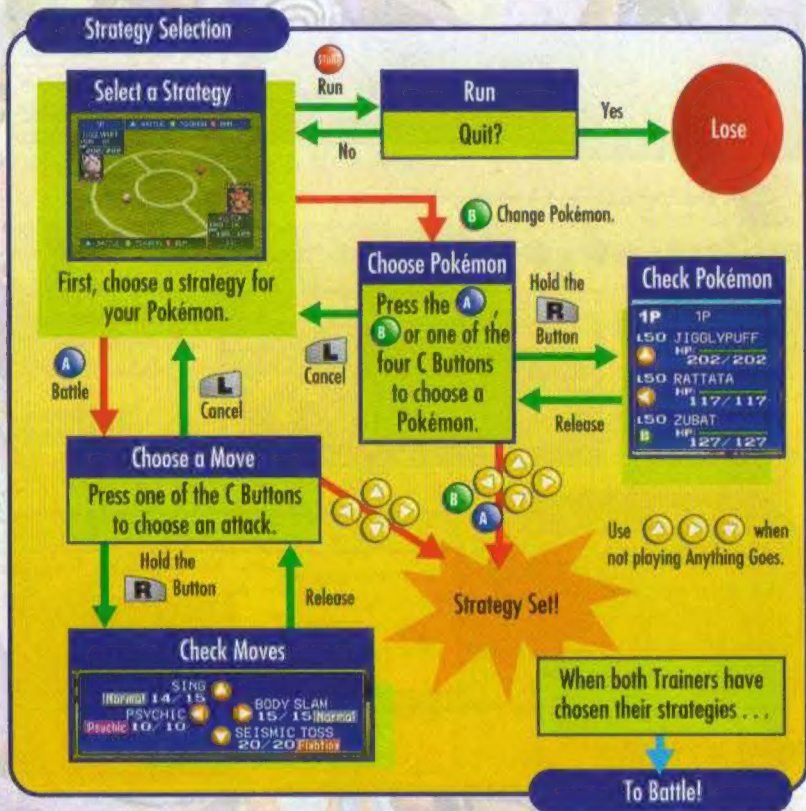 Strategy Selection
Select a Strategy
First, choose a strategy for
your Pokémon.
START
Run
Run
Quit?
No
Yes
Lose
B Change Pokémon.
Choose Pokémon
Press the A,
B or one of the
four C Buttons
to choose a
Pokémon.
Hold the
R
Button
Release
Check Pokémon
1P 1P
L50 JIGGLYPUFF
HP:
202/202
L50 RATTATA
HP:
117/117
L50 ZUBAT
B HP:
127/127
L
Cancel
A
Battle
L
Cancel
Choose a Move
Press one of the C Buttons
to choose an attack.
Hold the
R Button
Release
B
A
Use when
not playing Anything Goes.
Strategy Set!
Check Moves
SING
Normal 14/15
BODY SLAM
15/15 Normal
PSYCHIC
Psychic 10/10
SEISMIC TOSS
20/20 Fighting
When both Trainers have
chosen their strategies . . .
To Battle!